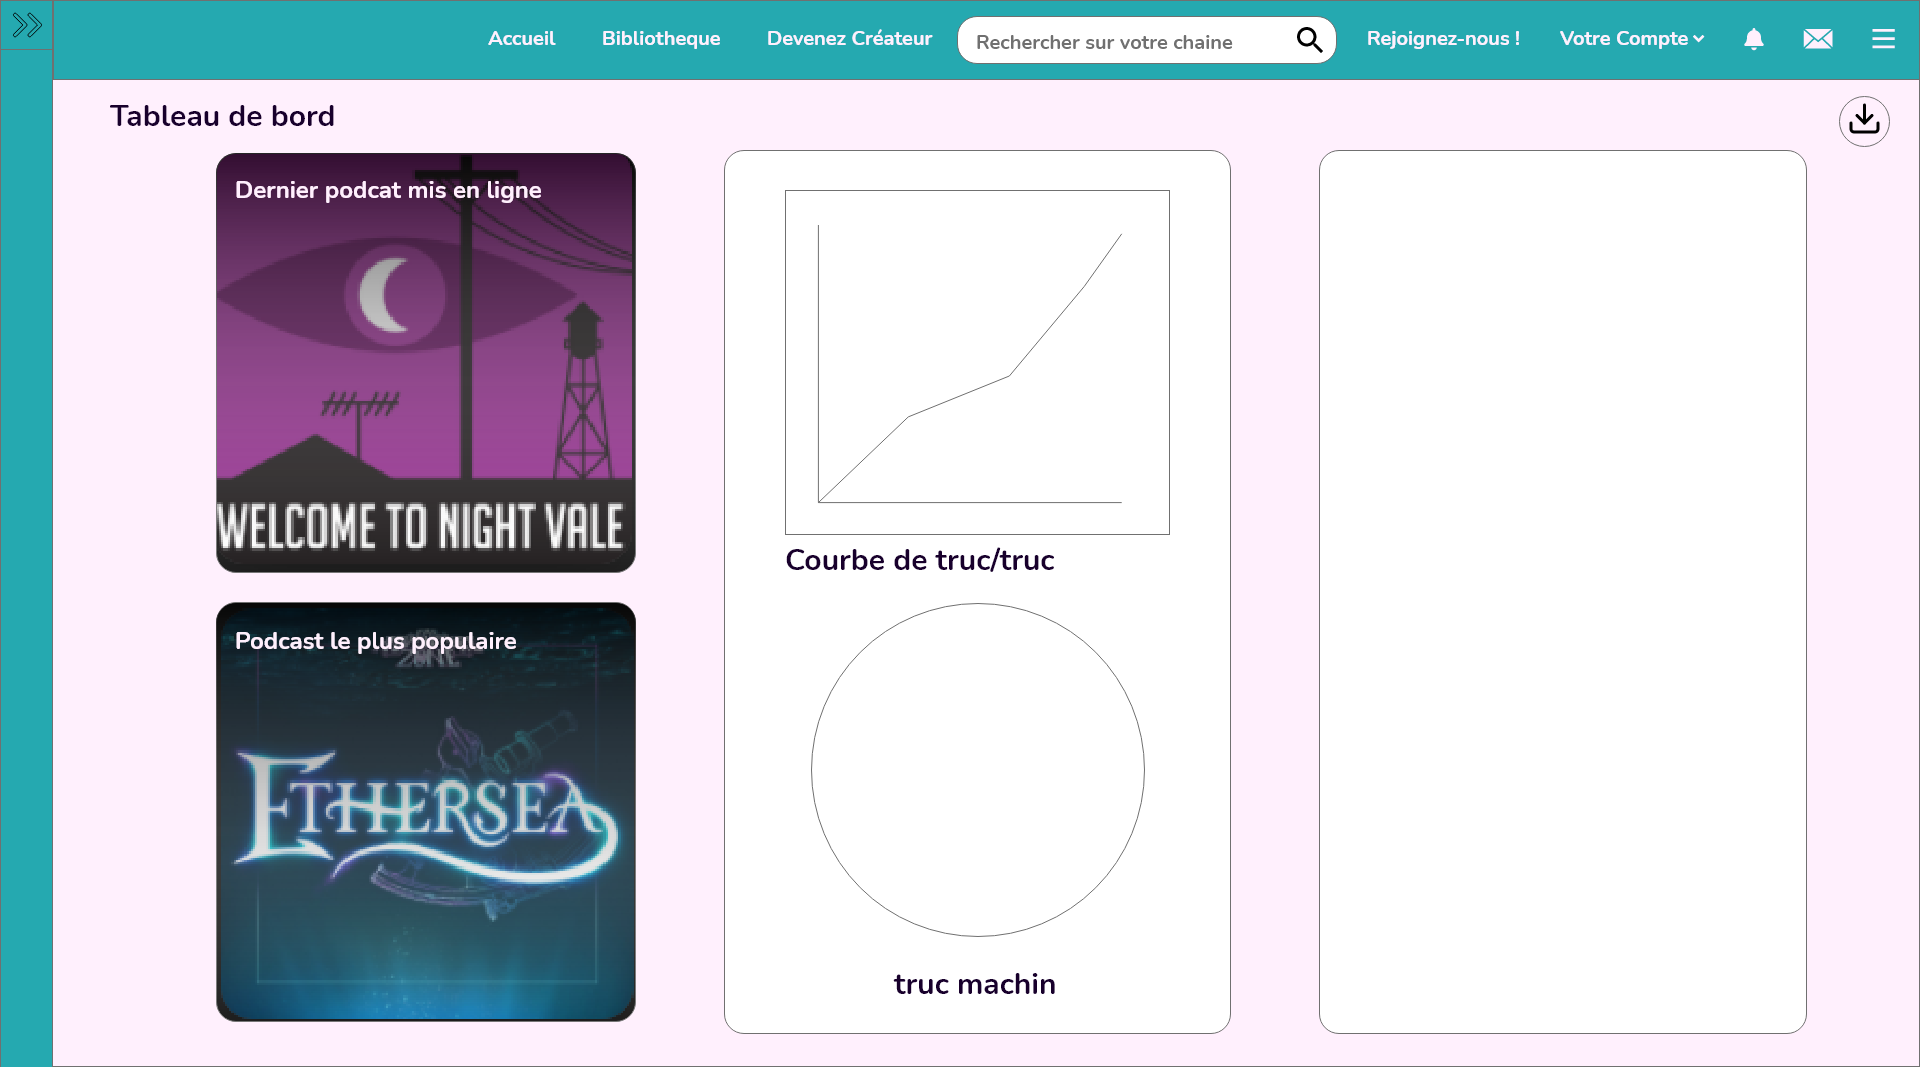 Accueil
Bibliotheque
Devenez Créateur
Rechercher sur votre chaine
Rejoignez-nous !
Votre Compte
Tableau de bord
Dernier podcat mis en ligne
WELCOME TO NIGHT VALE
Podcast le plus populaire
ZONE
ETHERSEA
Courbe de truc/truc
truc machin